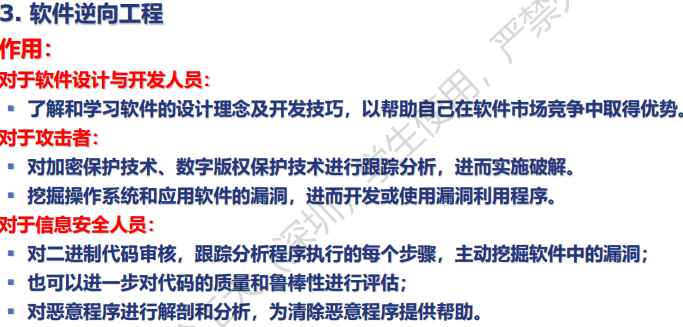 3. 软件逆向工程
作用：
对于软件设计与开发人员：
▪ 了解和学习软件的设计理念及开发技巧，以帮助自己在软件市场竞争中取得优势。
对于攻击者：
▪ 对加密保护技术、数字版权保护技术进行跟踪分析，进而实施破解。
▪ 挖掘操作系统和应用软件的漏洞，进而开发或使用漏洞利用程序。
对于信息安全人员：
▪ 对二进制代码审核，跟踪分析程序执行的每个步骤，主动挖掘软件中的漏洞；
▪ 也可以进一步对代码的质量和鲁棒性进行评估；
▪ 对恶意程序进行解剖和分析，为清除恶意程序提供帮助。
（深圳）学生使用，严禁